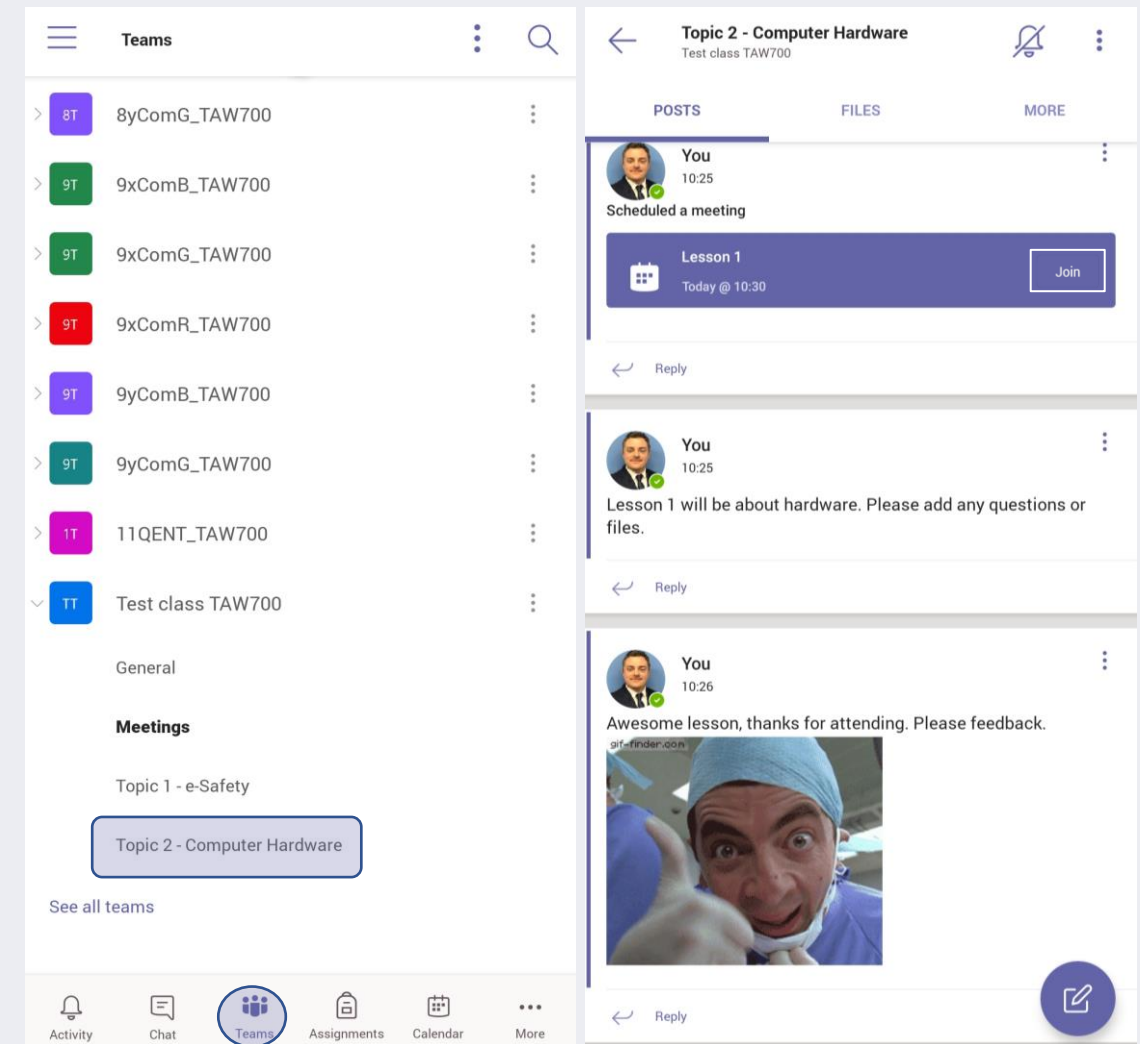 Teams
8T
8yComG_TAW700
9T
9xComB_TAW700
9T
9xComG_TAW700
9T
9xComR_TAW700
9T
9yComB_TAW700
9T
9yComG_TAW700
1T
11QENT_TAW700
TT
Test class TAW700
General
Meetings
Topic 1 - e-Safety
Topic 2 - Computer Hardware
See all teams
Activity
Chat
Teams
Assignments
Calendar
More
Topic 2 - Computer Hardware
Test class TAW700
POSTS
FILES
MORE
You
10:25
Scheduled a meeting
Lesson 1
Today @ 10:30
Join
Reply
You
10:25
Lesson 1 will be about hardware. Please add any questions or
files.
Reply
You
10:26
Awesome lesson, thanks for attending. Please feedback.
gif-finder.com
Reply